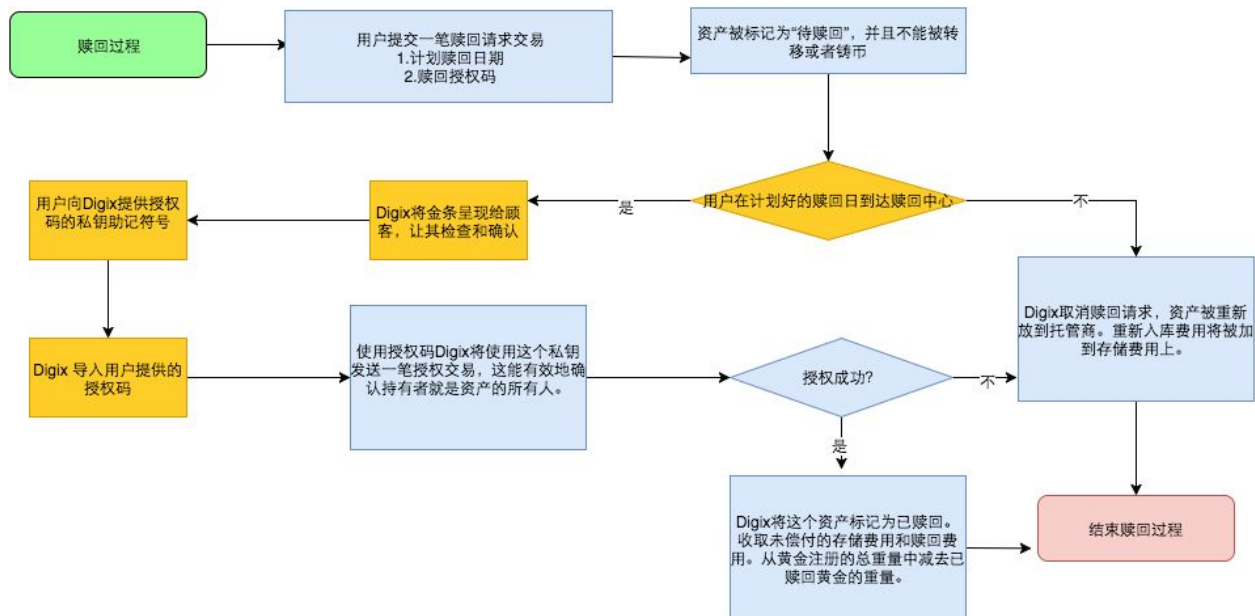 赎回过程
用户提交一笔赎回请求交易
1.计划赎回日期
2.赎回授权码
资产被标记为“待赎回”，并且不能被转
移或者铸币
用户在计划好的赎回日到达赎回中心
是
不
Digix将金条呈现给顾
客，让其检查和确认
用户向Digix提供授权
码的私钥助记符号
Digix 导入用户提供的
授权码
使用授权码Digix将使用这个私钥
发送一笔授权交易，这能有效地确
认持有者就是资产的所有人。
授权成功?
不
是
Digix取消赎回请求，资产被重新
放到托管商。重新入库费用将被加
到存储费用上。
Digix将这个资产标记为已赎回。
收取未偿付的存储费用和赎回费
用。从黄金注册的总重量中减去已
赎回黄金的重量。
结束赎回过程